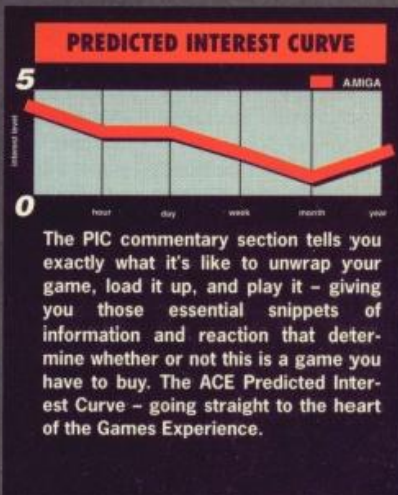 PREDICTED INTEREST CURVE
5
AMIGA
interest level
0
hour day week month year
The PIC commentary section tells you
exactly what it's like to unwrap your
game, load it up, and play it – giving
you those essential snippets of
information and reaction that deter-
mine whether or not this is a game you
have to buy. The ACE Predicted Inter-
est Curve – going straight to the heart
of the Games Experience.